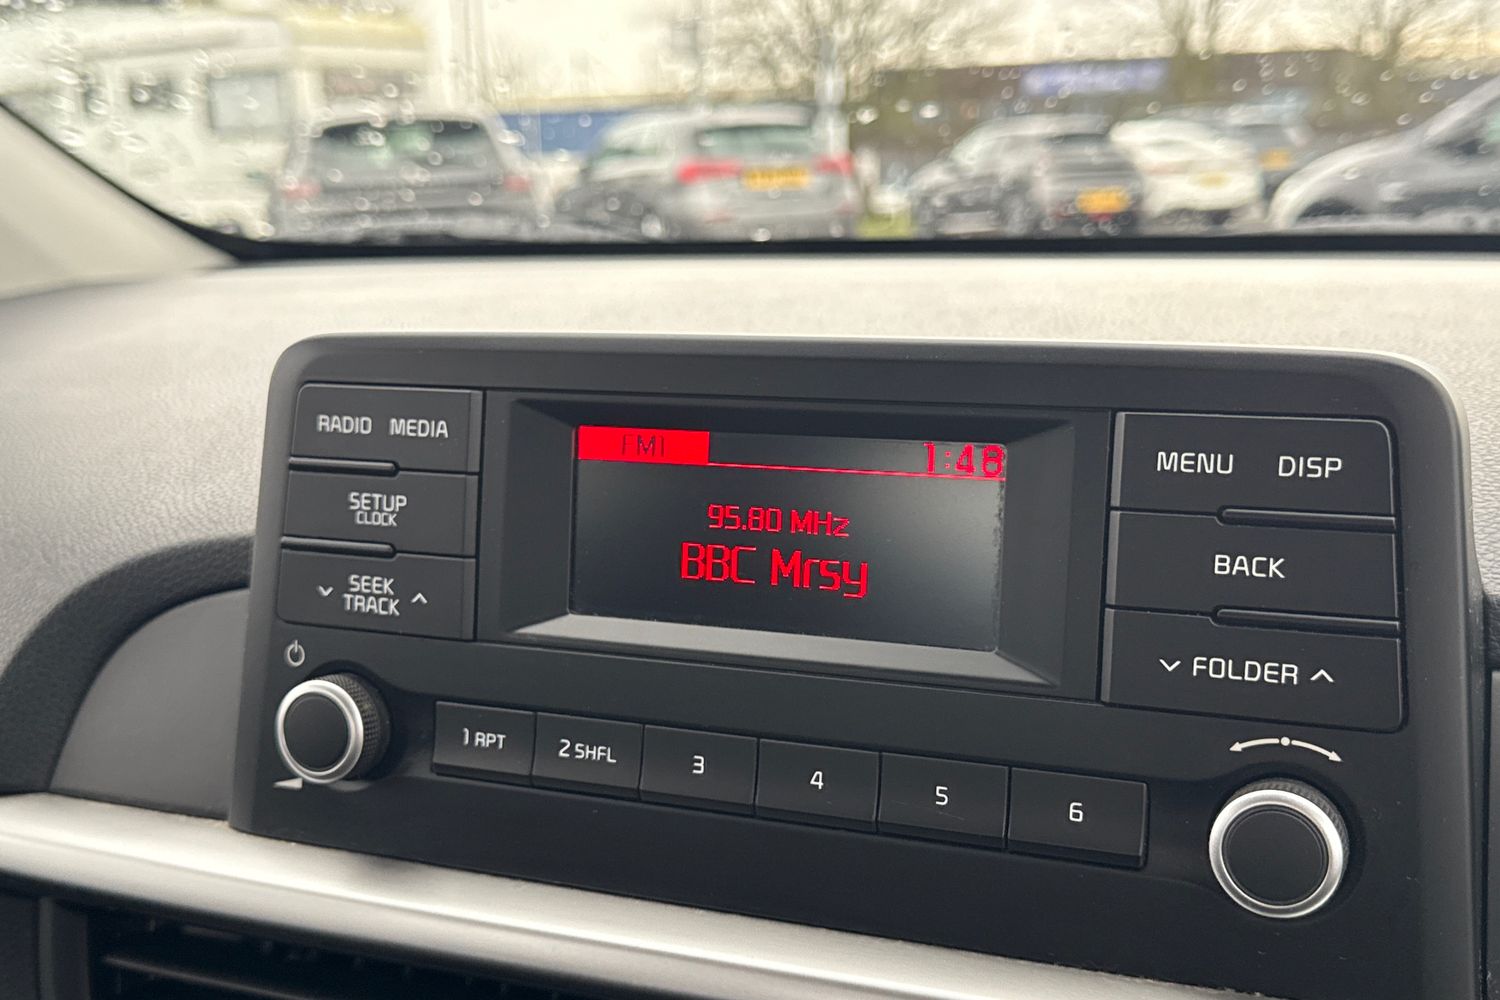 RADIO MEDIA
SETUP
CLOCK
SEEK
TRACK
FM1 1:48
95.80 MHz
BBC Mrsy
MENU DISP
BACK
FOLDER
1 RPT 2 SHFL 3 4 5 6